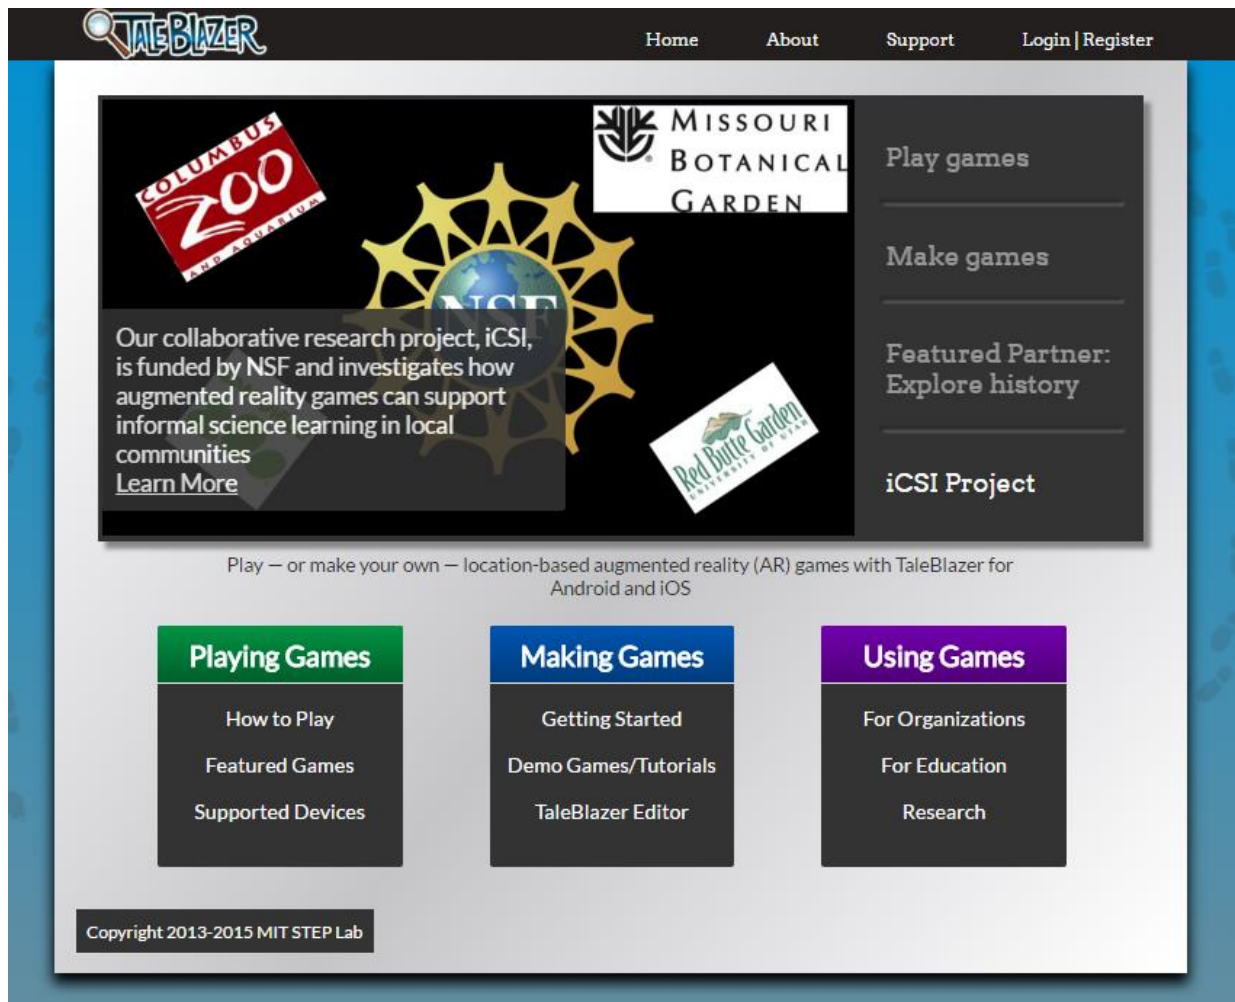 TALEBLAZER
Home About Support Login | Register
COLUMBUS
ZOO
AND AQUARIUM
MISSOURI
BOTANICAL
GARDEN
NSF
Our collaborative research project, iCSI,
is funded by NSF and investigates how
augmented reality games can support
informal science learning in local
communities
Learn More
Red Butte Garden
UNIVERSITY OF UTAH
Play games
Make games
Featured Partner:
Explore history
iCSI Project
Play — or make your own — location-based augmented reality (AR) games with TaleBlazer for
Android and iOS
Playing Games
How to Play
Featured Games
Supported Devices
Making Games
Getting Started
Demo Games/Tutorials
TaleBlazer Editor
Using Games
For Organizations
For Education
Research
Copyright 2013-2015 MIT STEP Lab